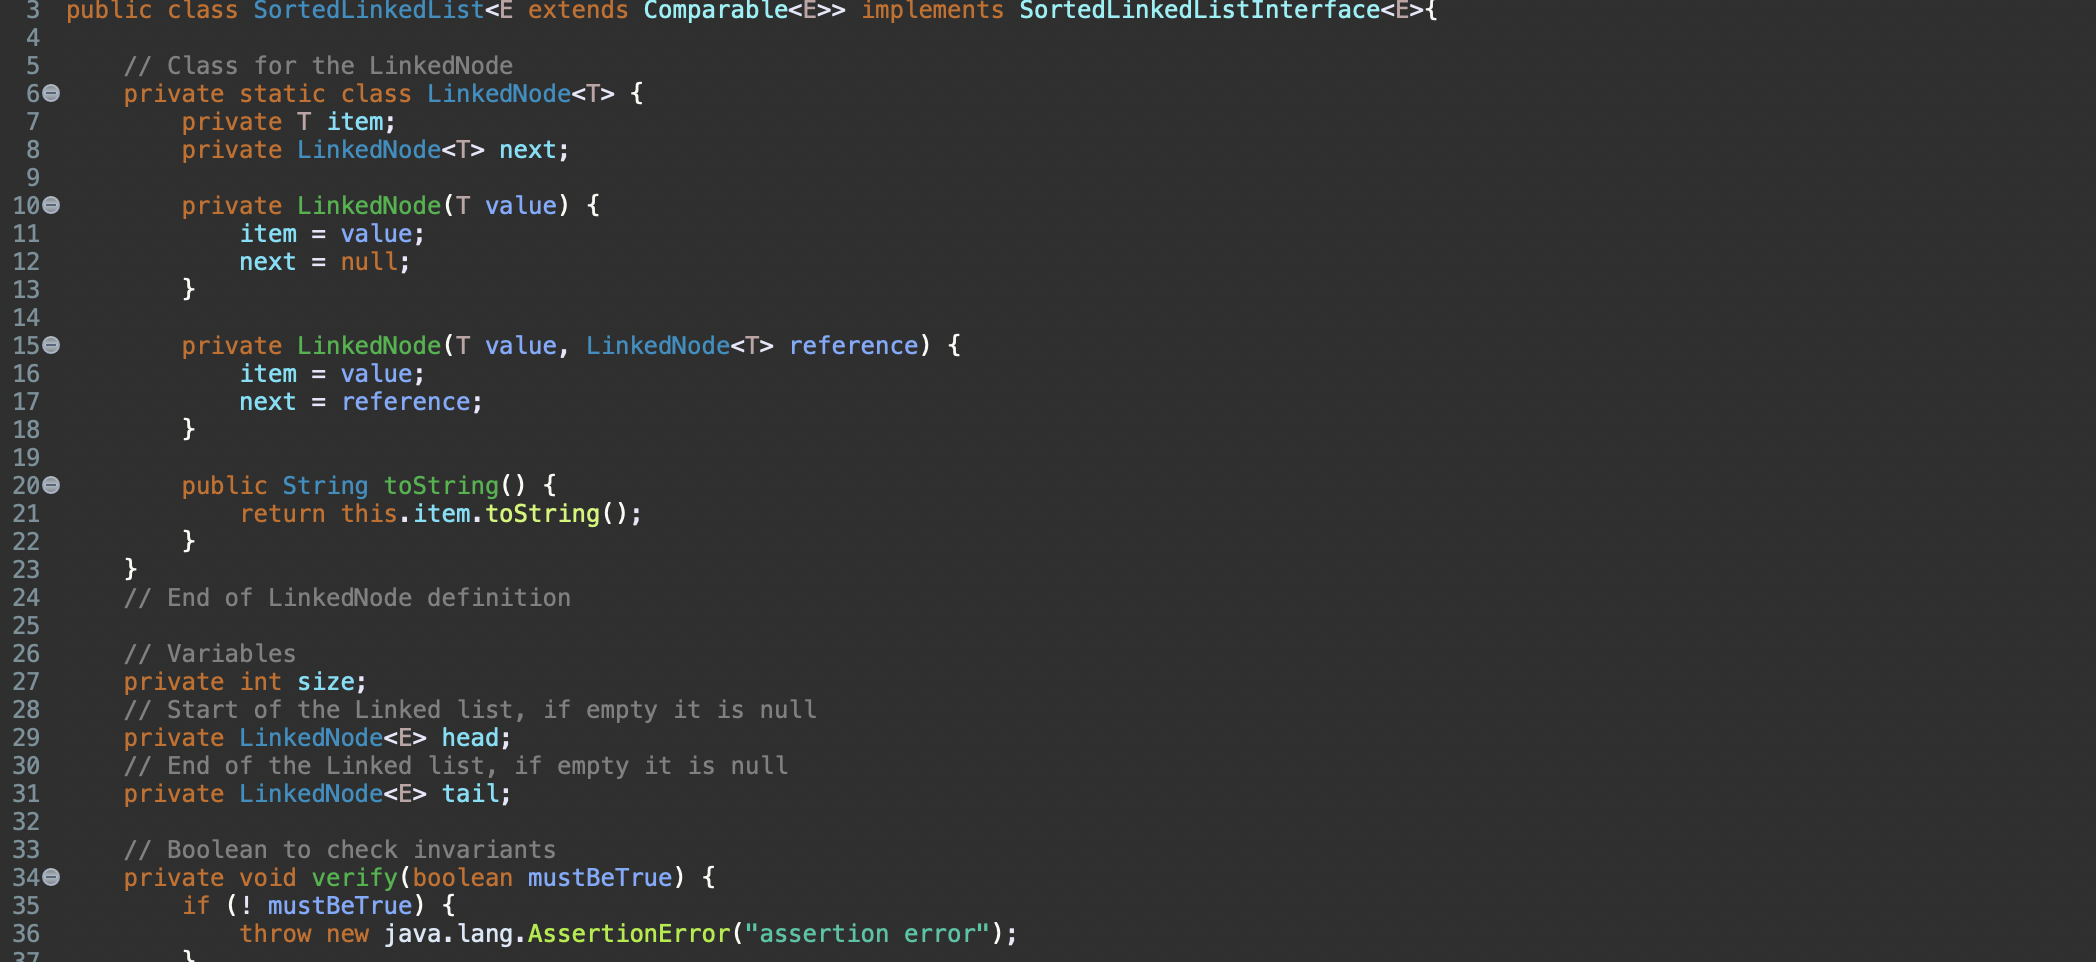 3 public class SortedLinkedList<E extends Comparable<E>> implements SortedLinkedListInterface<E>{
4
5     // Class for the LinkedNode
6     private static class LinkedNode<T> {
7         private T item;
8         private LinkedNode<T> next;
9
10         private LinkedNode(T value) {
11             item = value;
12             next = null;
13         }
14
15         private LinkedNode(T value, LinkedNode<T> reference) {
16             item = value;
17             next = reference;
18         }
19
20         public String toString() {
21             return this.item.toString();
22         }
23     }
24     // End of LinkedNode definition
25
26     // Variables
27     private int size;
28     // Start of the Linked list, if empty it is null
29     private LinkedNode<E> head;
30     // End of the Linked list, if empty it is null
31     private LinkedNode<E> tail;
32
33     // Boolean to check invariants
34     private void verify(boolean mustBeTrue) {
35         if (! mustBeTrue) {
36             throw new java.lang.AssertionError("assertion error");
37         }